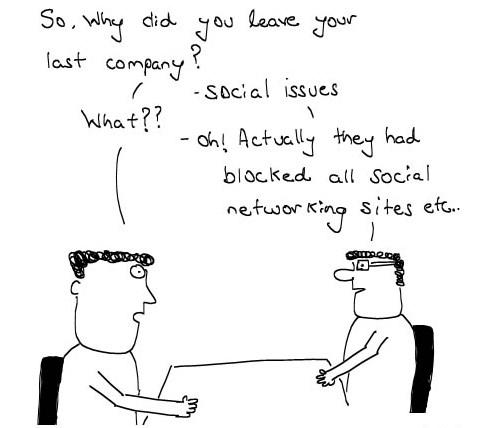 So, Why did you leave your
last company?
- Social issues
What??
- Oh! Actually they had
blocked all social
networking sites etc..